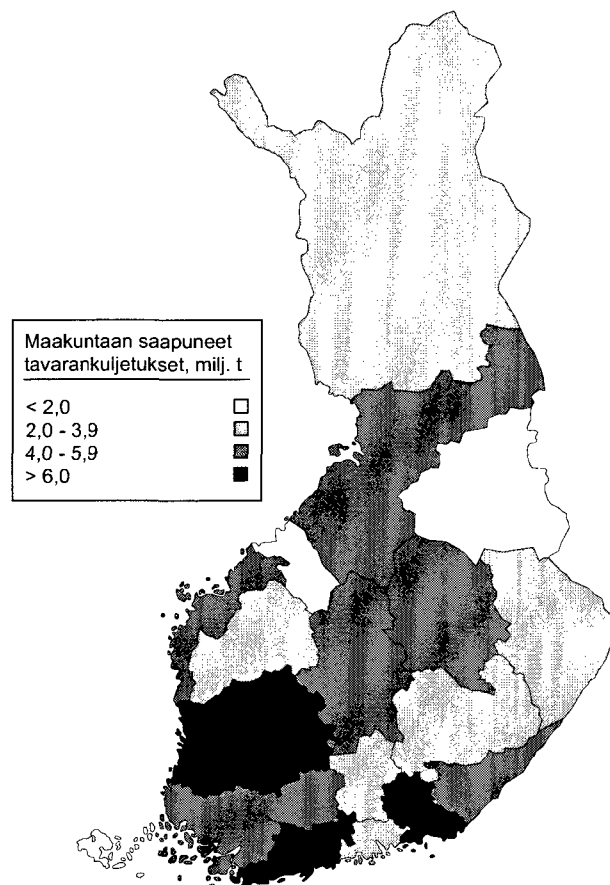 Maakuntaan saapuneet
tavarankuljetukset, milj. t
< 2,0
2,0 - 3,9
4,0 - 5,9
> 6,0